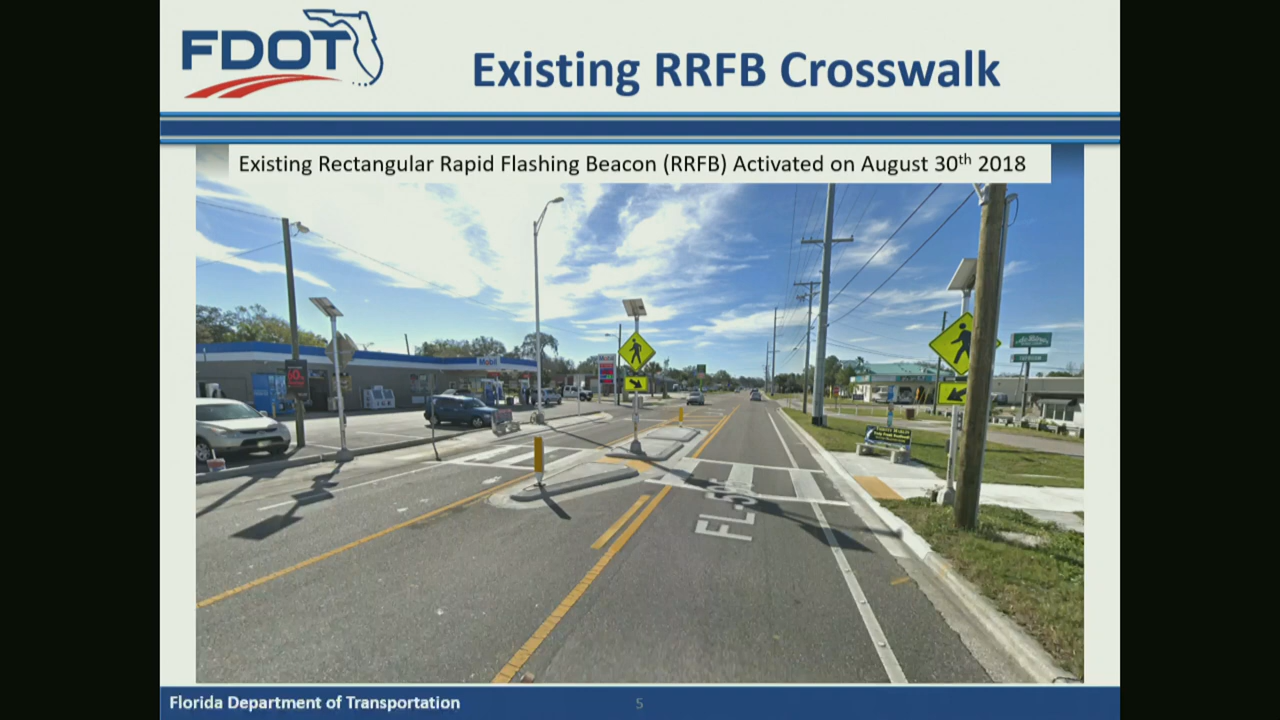 FDOT
Existing RRFB Crosswalk
Existing Rectangular Rapid Flashing Beacon (RRFB) Activated on August 30th 2018
Mobil
FL-
Florida Department of Transportation
5